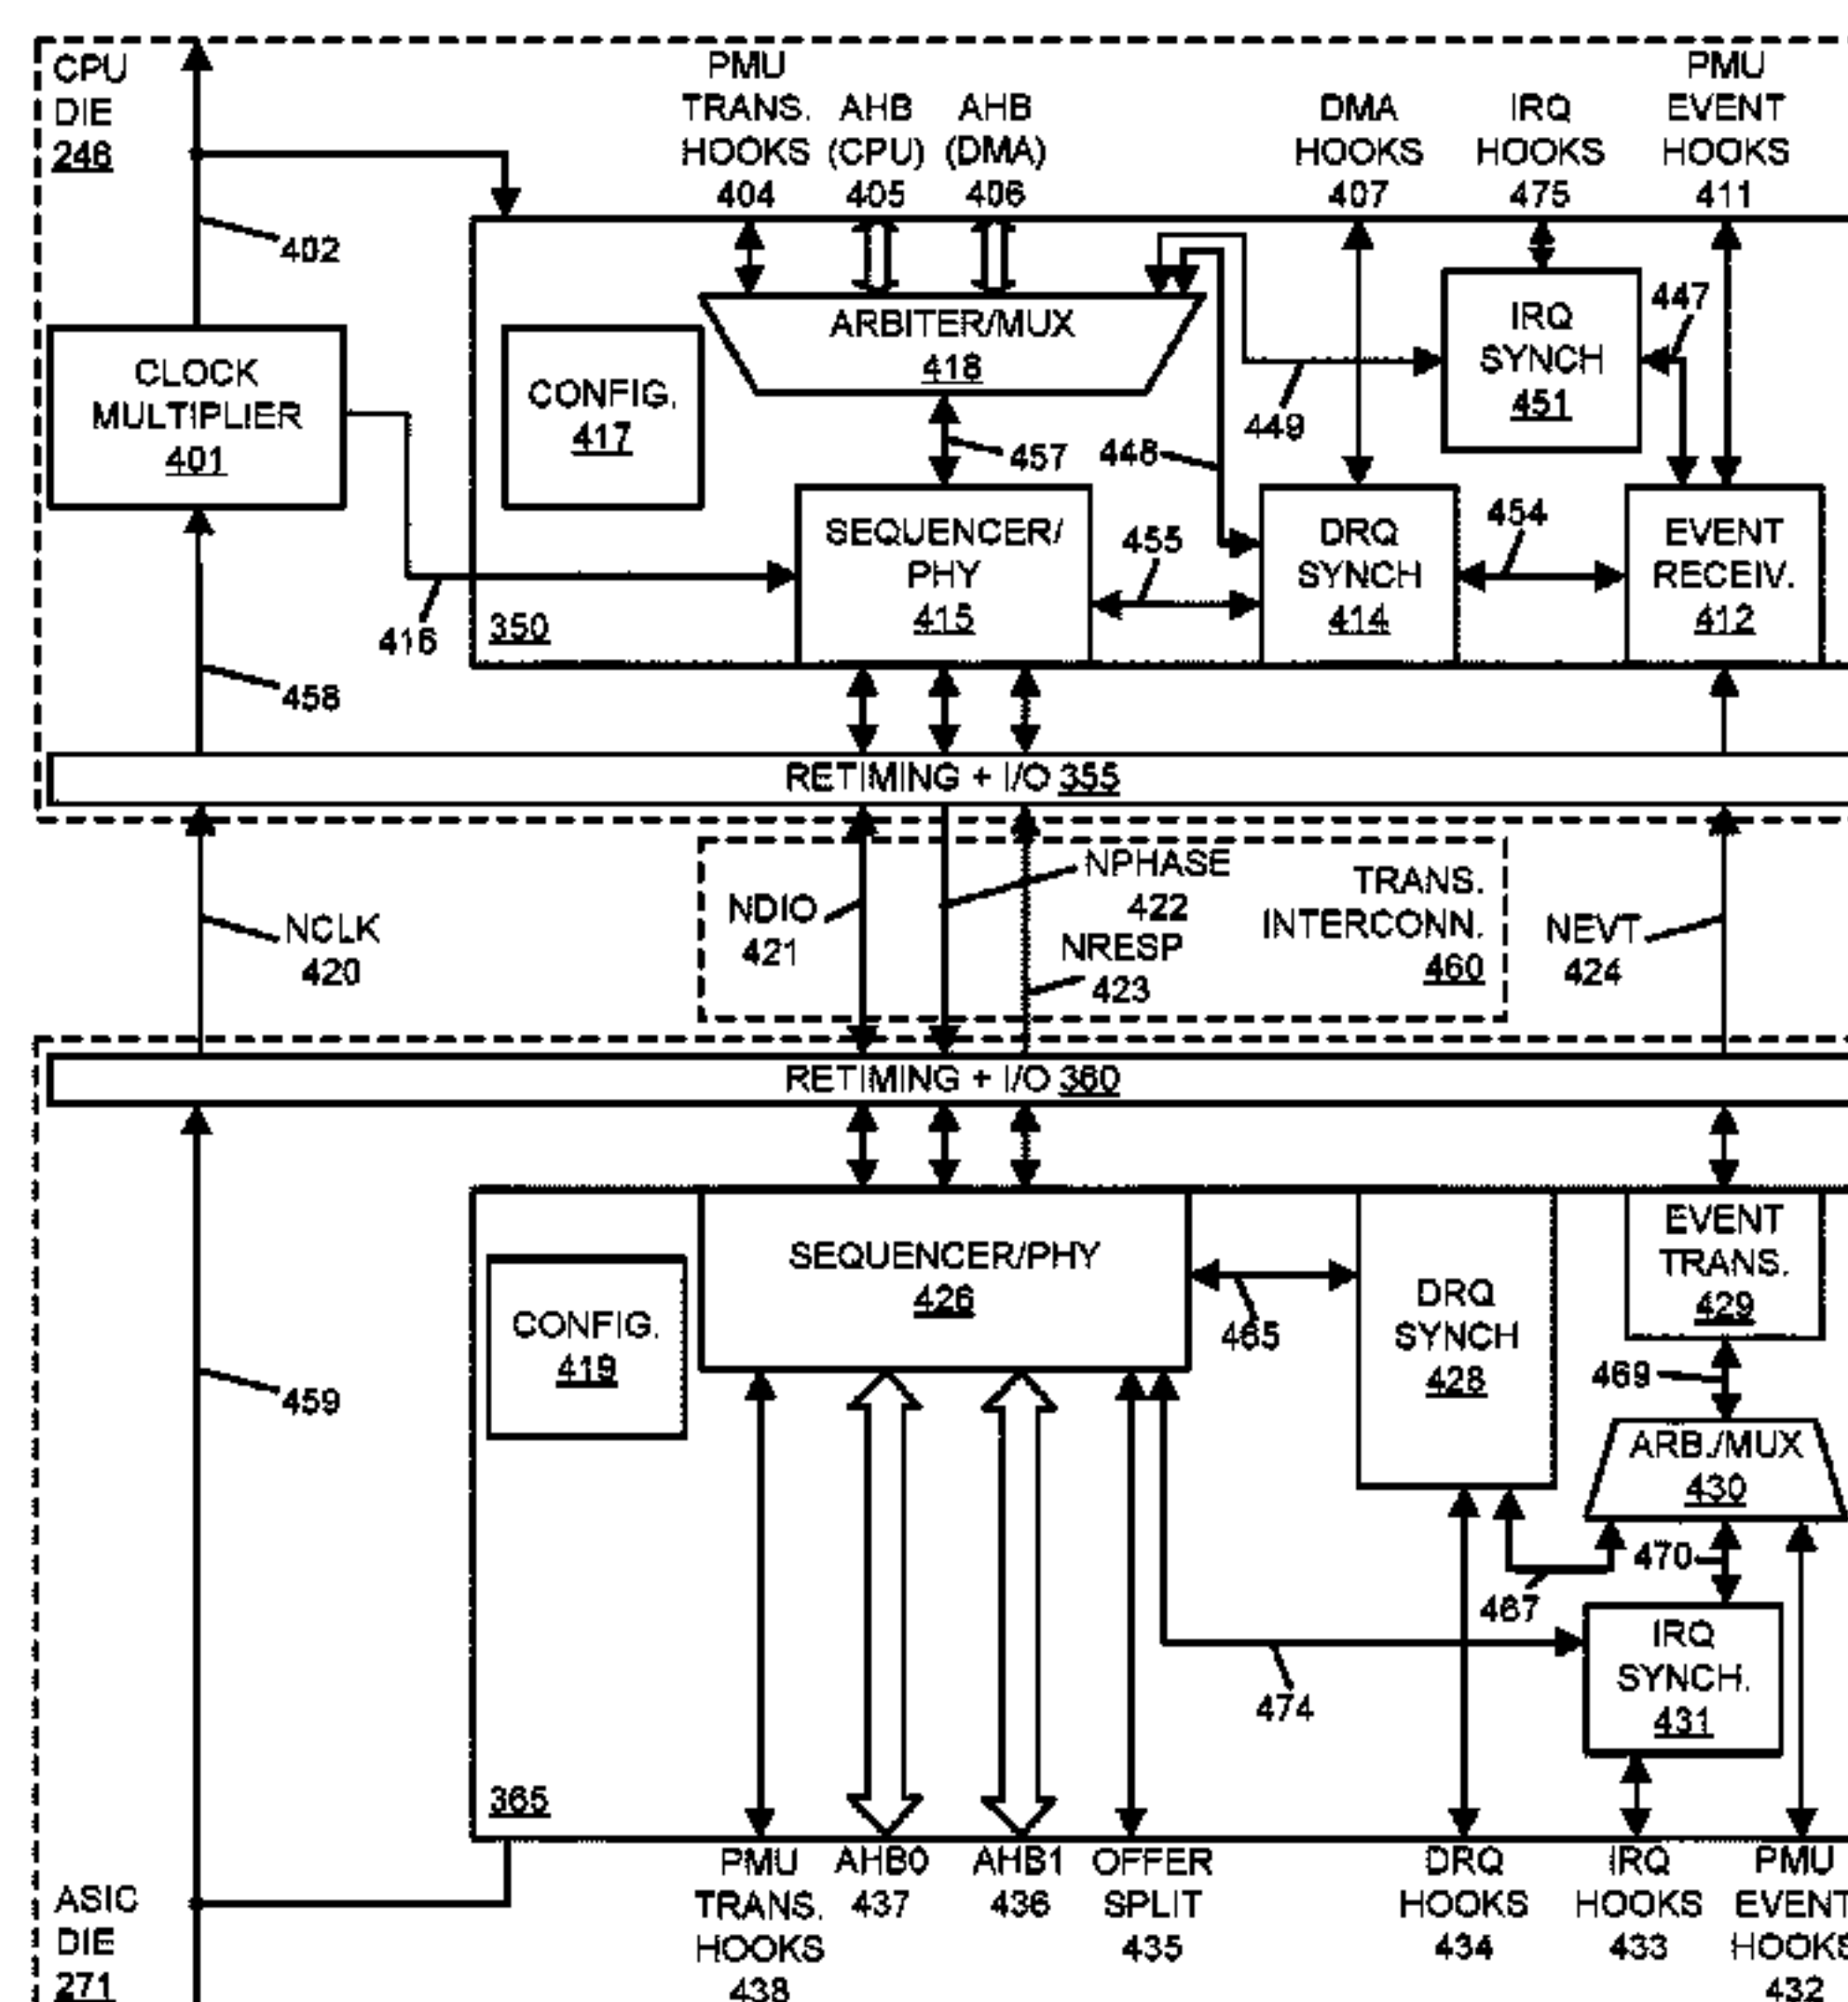 CPU
DIE
246
PMU
TRANS.
HOOKS
404
AHB
(CPU)
405
AHB
(DMA)
406
DMA
HOOKS
407
IRQ
HOOKS
475
PMU
EVENT
HOOKS
411
402
CLOCK
MULTIPLIER
401
CONFIG.
417
ARBITER/MUX
418
IRQ
SYNCH
451
447
449
457
448
SEQUENCER/
PHY
415
455
DRQ
SYNCH
414
454
EVENT
RECEIV.
412
416
350
458
RETIMING + I/O 355
NCLK
420
NDIO
421
NPHASE
422
NRESP
423
TRANS.
INTERCONN.
460
NEVT
424
RETIMING + I/O 360
459
CONFIG.
419
SEQUENCER/PHY
426
465
DRQ
SYNCH
428
EVENT
TRANS.
429
469
ARB./MUX
430
470
467
IRQ
SYNCH.
431
474
365
ASIC
DIE
271
PMU
TRANS.
HOOKS
438
AHB0
437
AHB1
436
OFFER
SPLIT
435
DRQ
HOOKS
434
IRQ
HOOKS
433
PMU
EVENT
HOOKS
432